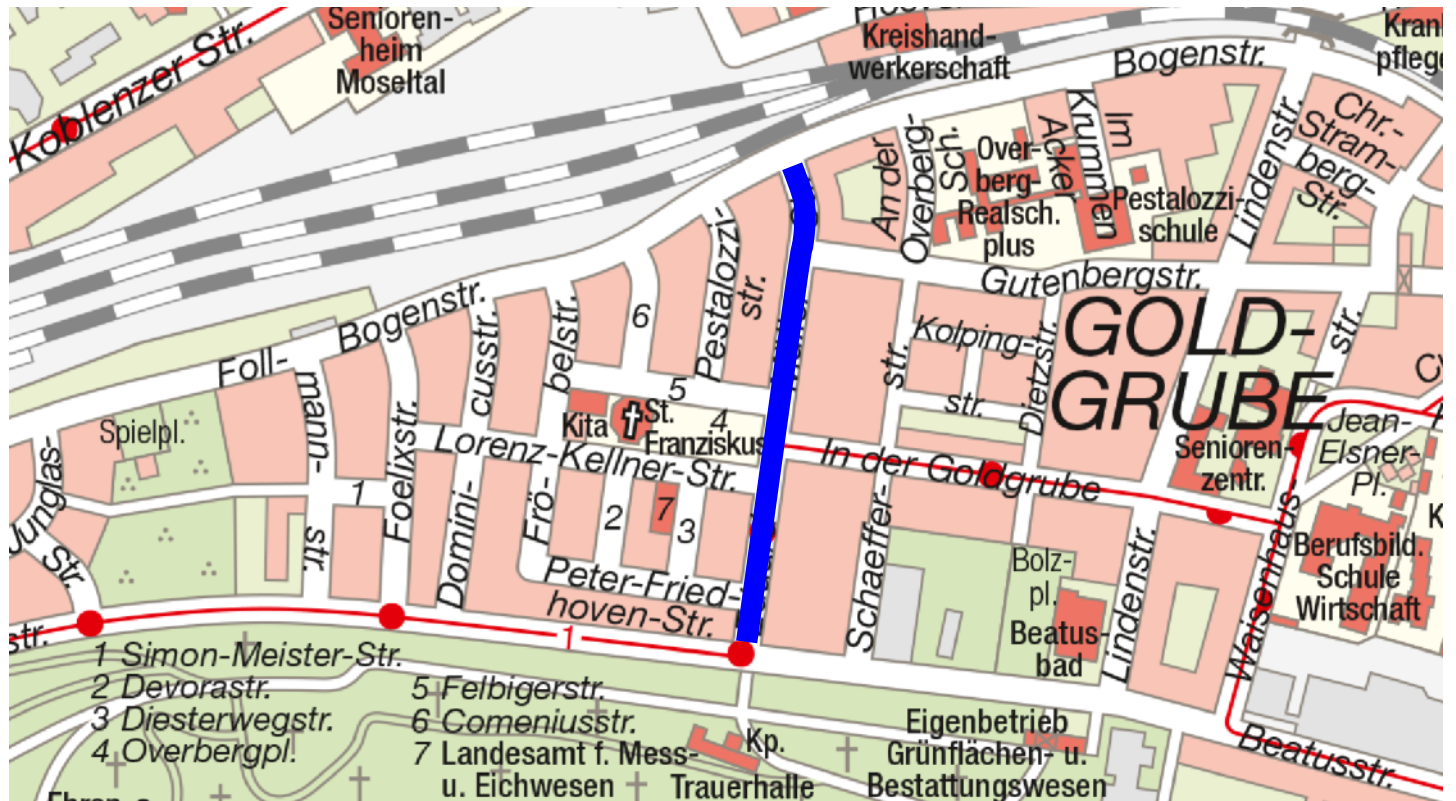 Koblenzer Str.
Senioren-
heim
Moseltal
Kreishand-
werkerschaft
Bogenstr.
Lindenstr.
Chr.-
Stram-
berg-
Str.
An der
Overberg-
Sch.
Over-
berg-
Realsch.
plus
Im
Krummen
Acker
Pestalozzi-
schule
Gutenbergstr.
GOLD-
GRUBE
Bogenstr.
Pestalozzi-
str.
Kolping-
str.
Dietzstr.
Schaeffer-
str.
Foll-
mann-
str.
Foelixstr.
Domini-
cusstr.
Frö-
belstr.
6
5
4
Kita
St.
Franziskus
Lorenz-Kellner-Str.
In der Goldgrube
Senioren-
zentr.
Jean-
Elsner-
Pl.
Spielpl.
Junglas-
Str.
1
2
7
3
Peter-Fried-
hoven-Str.
Bolz-
pl.
Beatus-
bad
Lindenstr.
Waisenhaus-
str.
Berufsbild.
Schule
Wirtschaft
str.
1
1 Simon-Meister-Str.
2 Devorastr.
3 Diesterwegstr.
4 Overbergpl.
5 Felbigerstr.
6 Comeniusstr.
7 Landesamt f. Mess-
u. Eichwesen
Kp.
Trauerhalle
Eigenbetrieb
Grünflächen- u.
Bestattungswesen
Beatusstr.